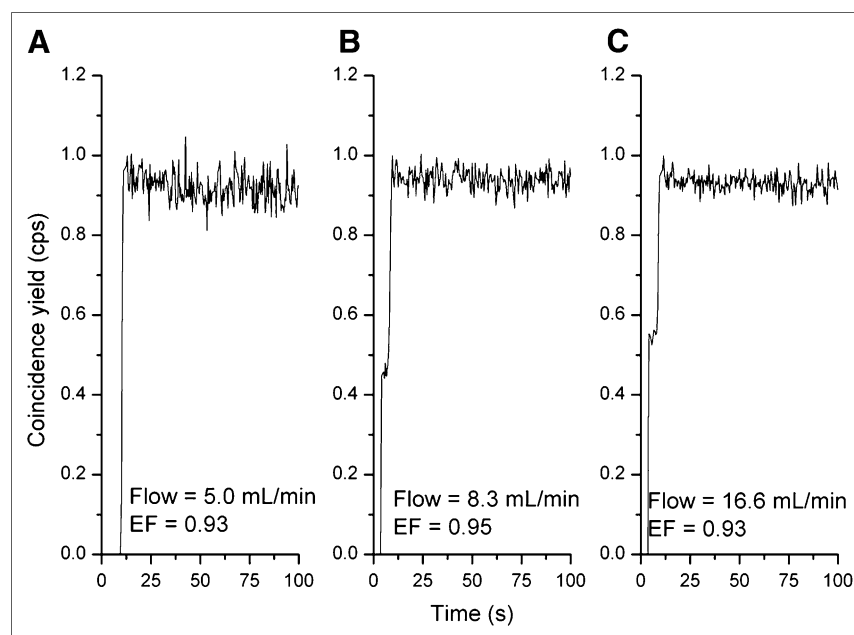 A B C
1.2 1.2 1.2
1.0 1.0 1.0
0.8 0.8 0.8
0.6 0.6 0.6
0.4 0.4 0.4
0.2 0.2 0.2
0.0 0.0 0.0
Coincidence yield (cps)
Flow = 5.0 mL/min
EF = 0.93
Flow = 8.3 mL/min
EF = 0.95
Flow = 16.6 mL/min
EF = 0.93
0 25 50 75 100 0 25 50 75 100 0 25 50 75 100
Time (s)